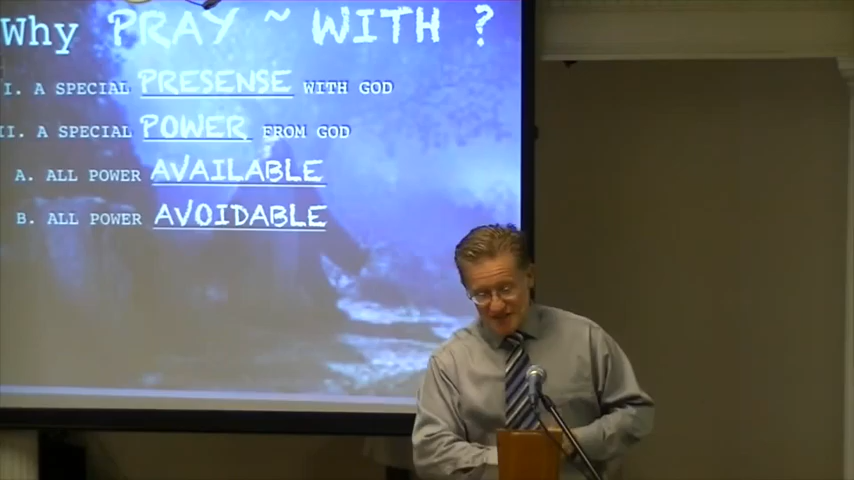 Why PRAY ~ WITH ?
I. A SPECIAL PRESENSE WITH GOD
II. A SPECIAL POWER FROM GOD
A. ALL POWER AVAILABLE
B. ALL POWER AVOIDABLE